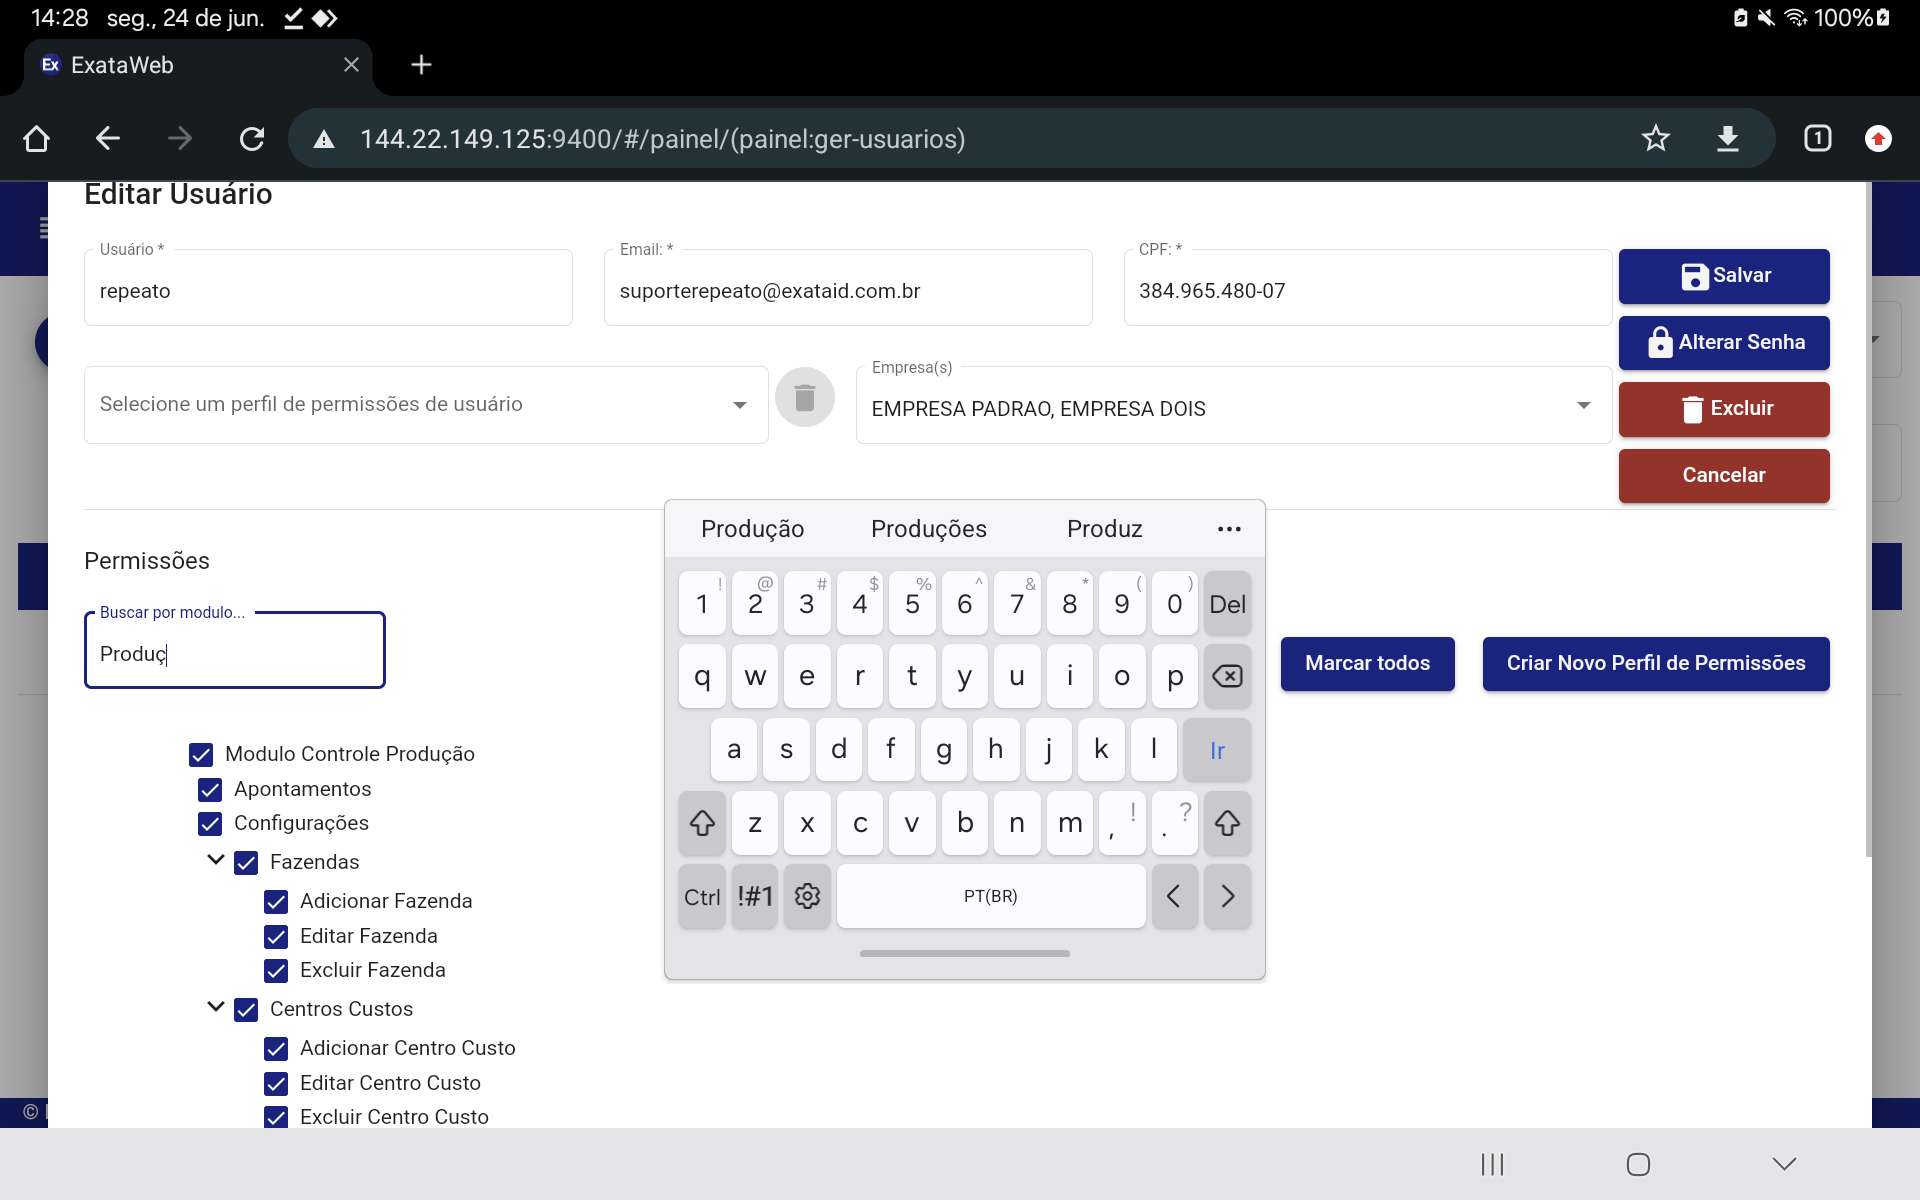 14:28 seg., 24 de jun.
100%
Ex ExataWeb
144.22.149.125:9400/#/painel/(painel:ger-usuarios)
1
Editar Usuário
Usuário *
repeato
Email: *
suporterepeato@exataid.com.br
CPF: *
384.965.480-07
Salvar
Alterar Senha
Selecione um perfil de permissões de usuário
Empresa(s)
EMPRESA PADRAO, EMPRESA DOIS
Excluir
Cancelar
Permissões
Buscar por modulo...
Produç
Marcar todos
Criar Novo Perfil de Permissões
Modulo Controle Produção
Apontamentos
Configurações
Fazendas
Adicionar Fazenda
Editar Fazenda
Excluir Fazenda
Centros Custos
Adicionar Centro Custo
Editar Centro Custo
Excluir Centro Custo
Produção Produções Produz ...
! @ # $ % ^ & * ( )
1 2 3 4 5 6 7 8 9 0 Del
q w e r t y u i o p
a s d f g h j k l Ir
z x c v b n m , ! . ?
Ctrl !#1 PT(BR) < >
©